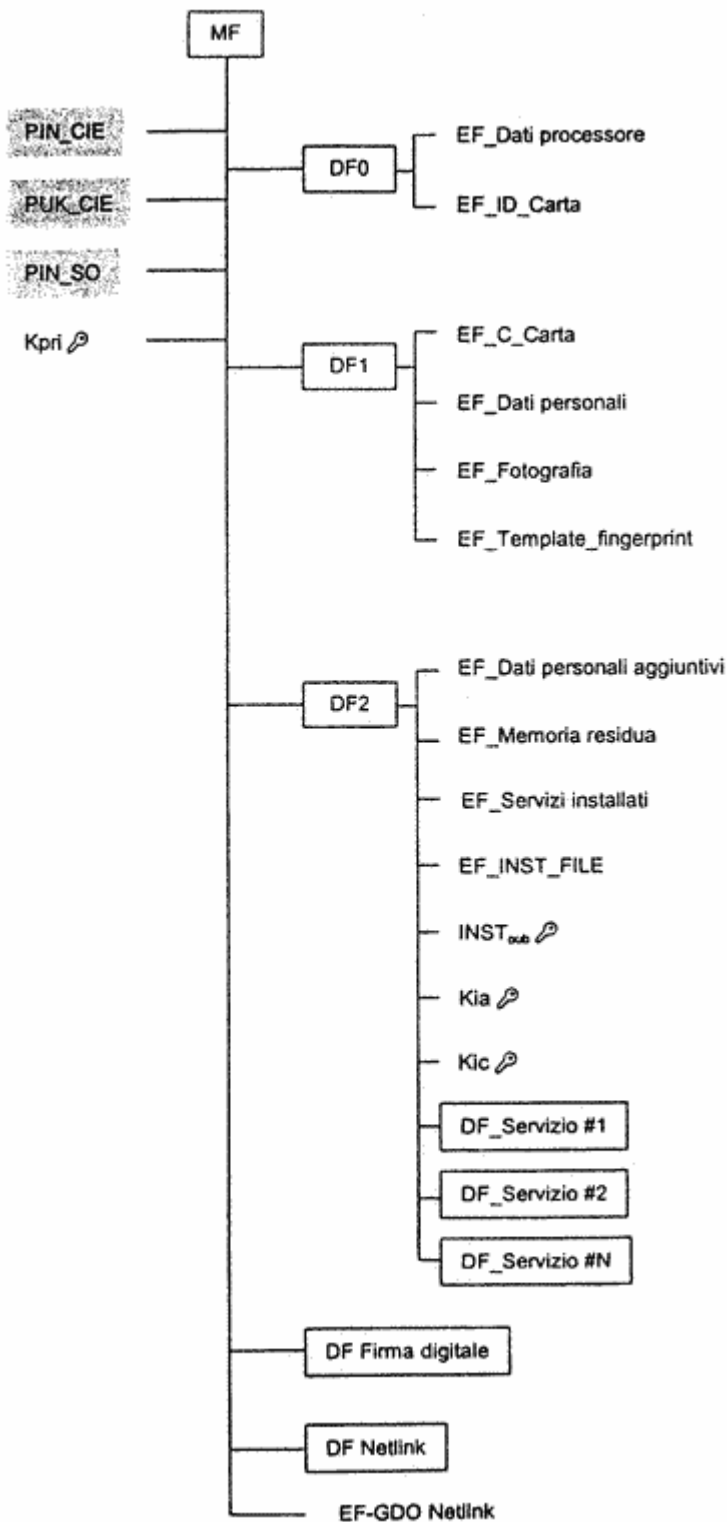 MF
PIN_CIE
PUK_CIE
PIN_SO
Kpri
DF0
EF_Dati processore
EF_ID_Carta
DF1
EF_C_Carta
EF_Dati personali
EF_Fotografia
EF_Template_fingerprint
DF2
EF_Dati personali aggiuntivi
EF_Memoria residua
EF_Servizi installati
EF_INST_FILE
INSTpub
Kia
Kic
DF_Servizio #1
DF_Servizio #2
DF_Servizio #N
DF Firma digitale
DF Netlink
EF-GDO Netlink